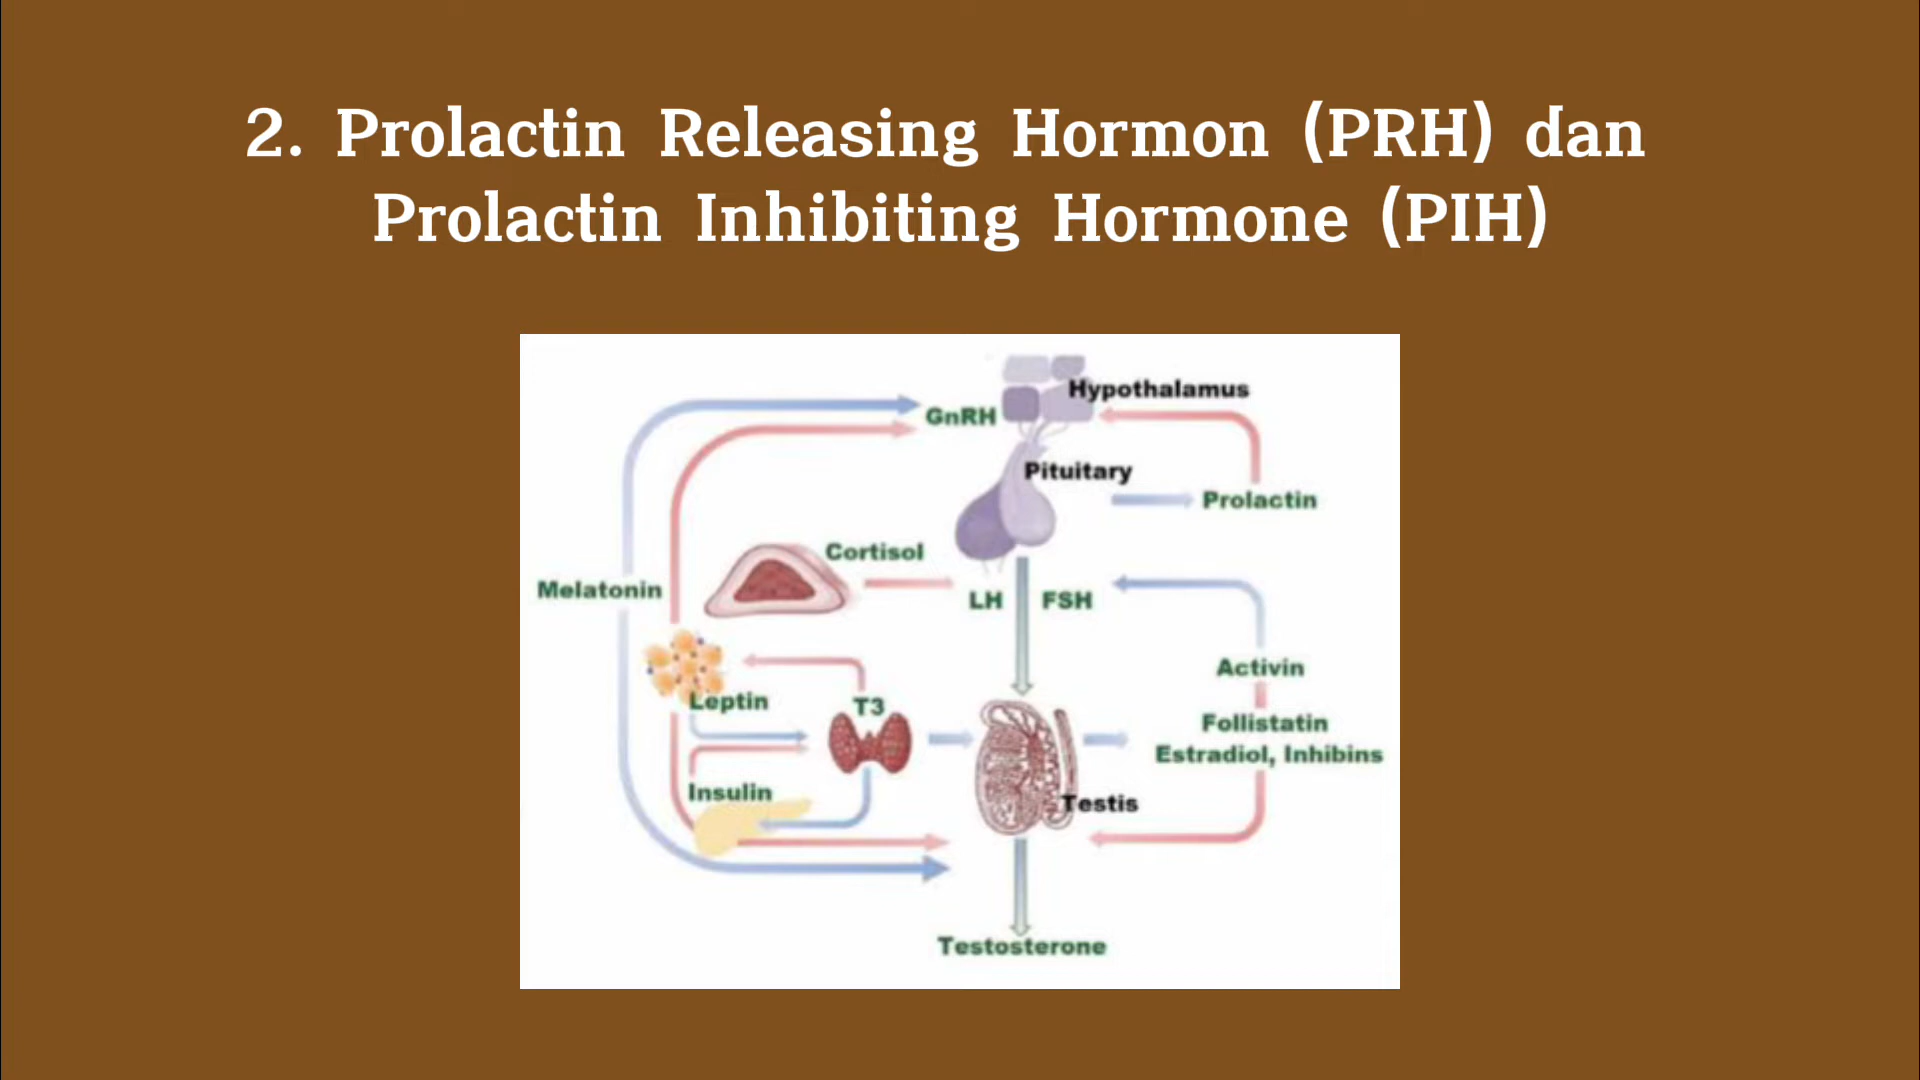 2. Prolactin Releasing Hormon (PRH) dan
Prolactin Inhibiting Hormone (PIH)
Hypothalamus
GnRH
Pituitary
Prolactin
Cortisol
Melatonin
LH
FSH
Activin
Leptin
T3
Follistatin
Estradiol, Inhibins
Insulin
Testis
Testosterone